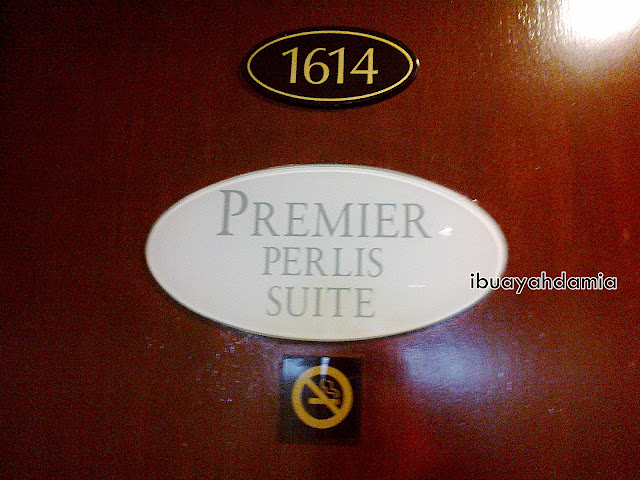 1614
PREMIER
PERLIS
SUITE
ibuayahdamia